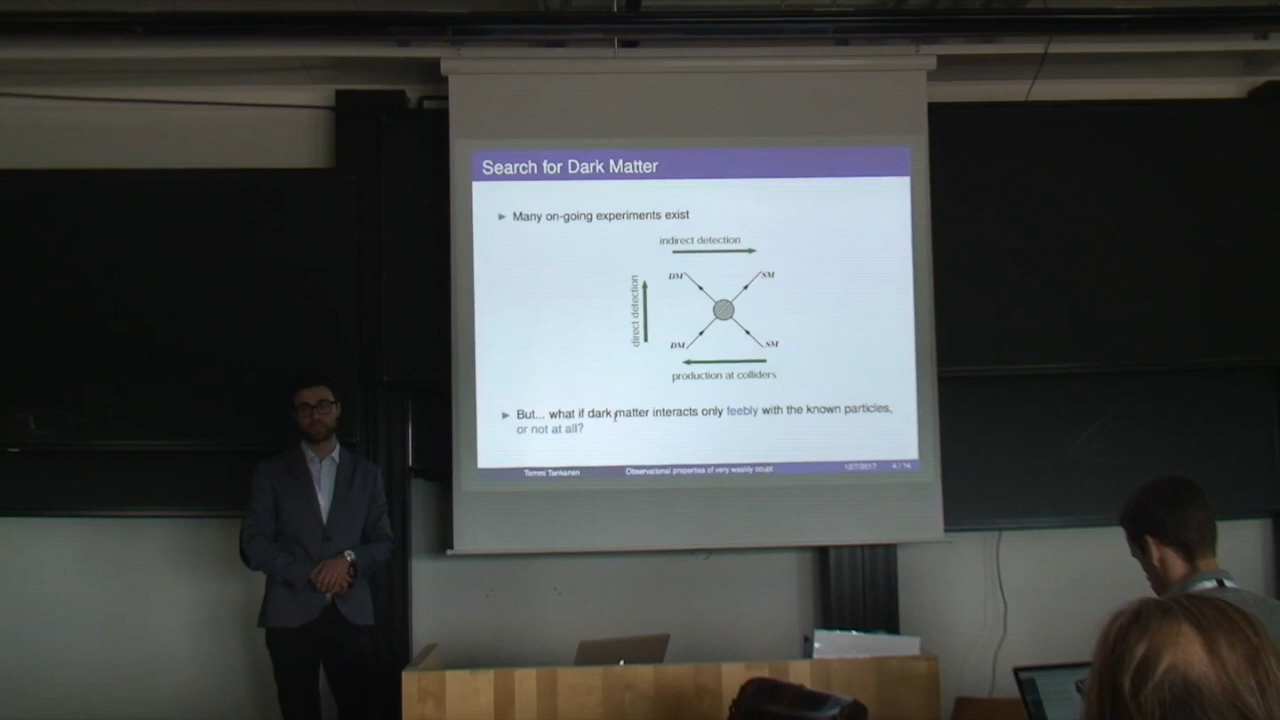 Search for Dark Matter
Many on-going experiments exist
indirect detection
direct detection
DM
SM
DM
SM
production at colliders
But... what if dark matter interacts only feebly with the known particles,
or not at all?
Tommi Tenkanen
Observational properties of very weakly coupl
12/7/2017
4 / 14